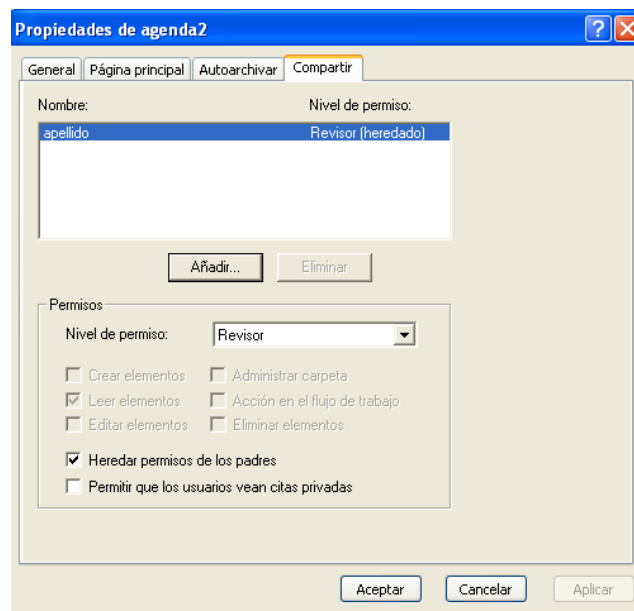 Propiedades de agenda2
General Página principal Autoarchivar Compartir
Nombre: Nivel de permiso:
apellido Revisor (heredado)
Añadir... Eliminar
Permisos
Nivel de permiso: Revisor
Crear elementos Administrar carpeta
Leer elementos Acción en el flujo de trabajo
Editar elementos Eliminar elementos
Heredar permisos de los padres
Permitir que los usuarios vean citas privadas
Aceptar Cancelar Aplicar